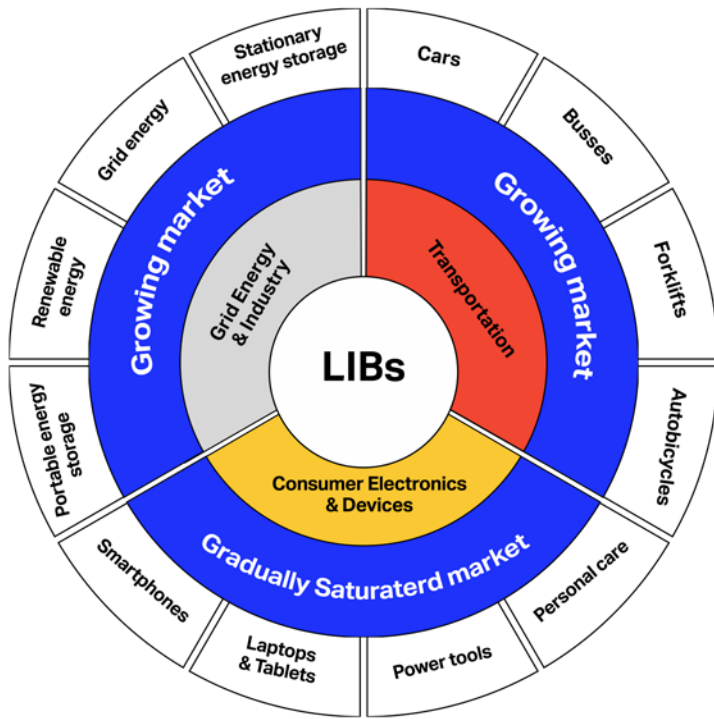 Stationary
energy storage
Cars
Grid energy
Busses
Growing market
Growing market
Renewable
energy
Grid Energy
& Industry
Transportation
Forklifts
LIBs
Portable energy
storage
Autobicycles
Consumer Electronics
& Devices
Gradually Saturaterd market
Smartphones
Personal care
Laptops
& Tablets
Power tools